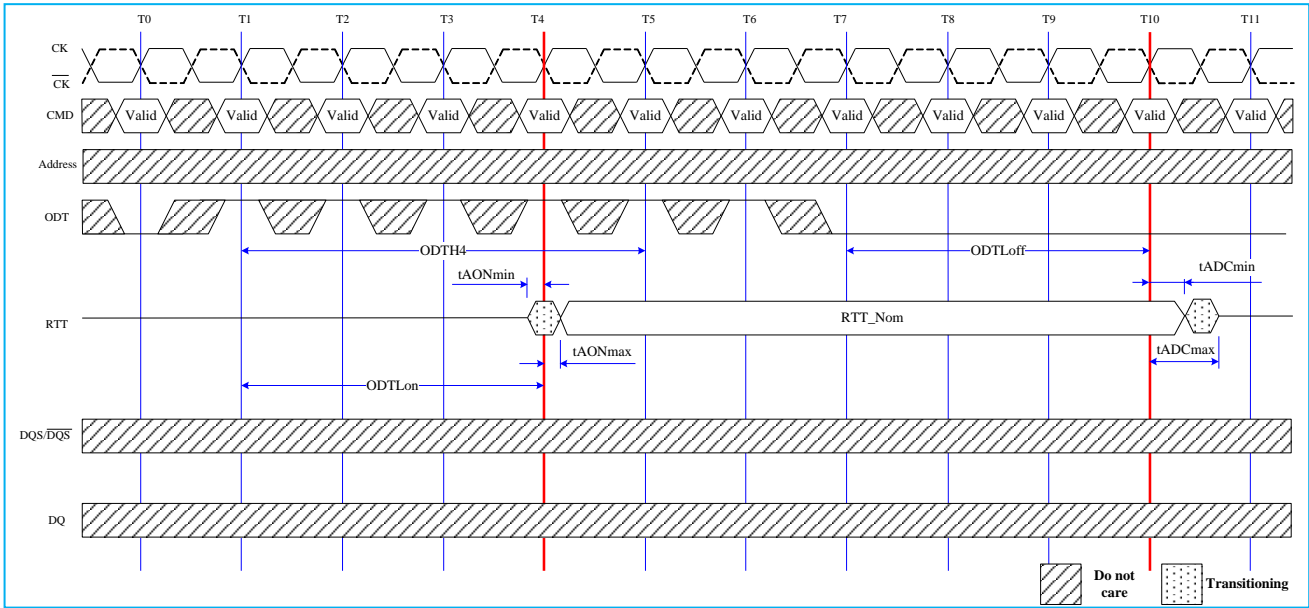 T0 T1 T2 T3 T4 T5 T6 T7 T8 T9 T10 T11
CK
CK
CMD Valid Valid Valid Valid Valid Valid Valid Valid Valid Valid Valid Valid
Address
ODT
ODTH4 ODTLoff
tAONmin tADCmin
RTT RTT_Nom
tAONmax tADCmax
ODTLon
DQS/DQS
DQ
Do not care Transitioning